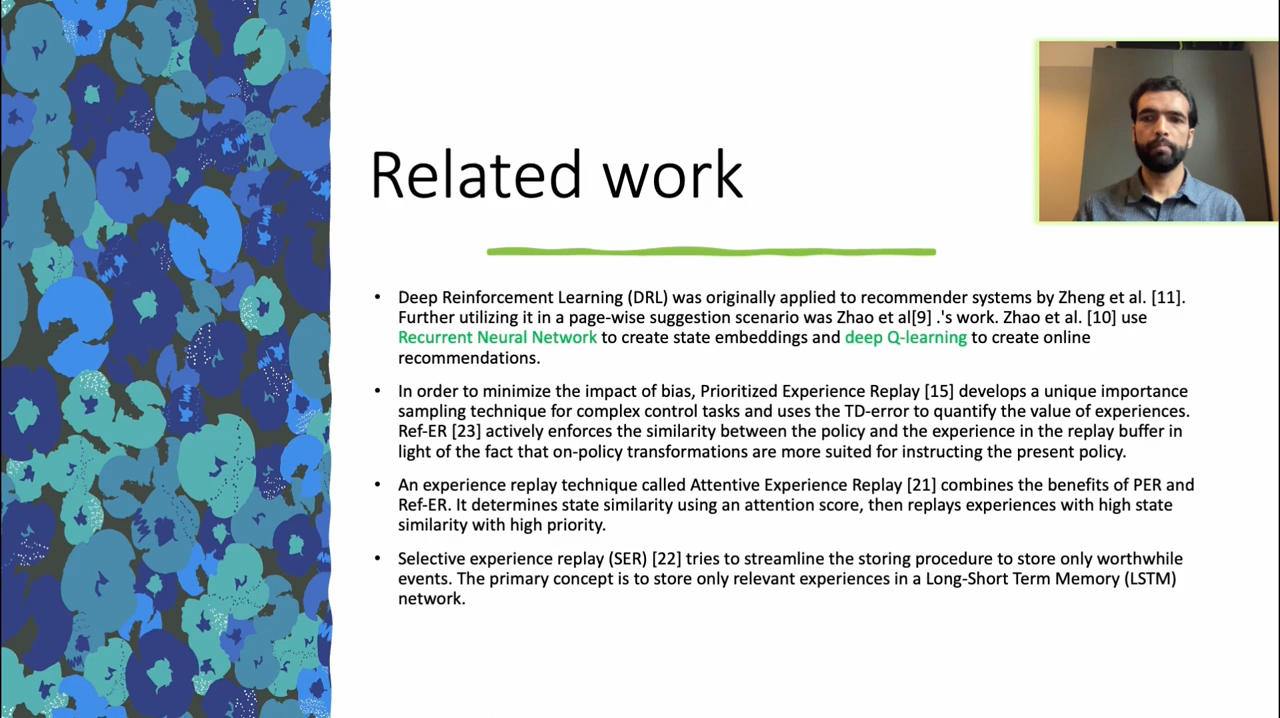 Related work
• Deep Reinforcement Learning (DRL) was originally applied to recommender systems by Zheng et al. [11].
Further utilizing it in a page-wise suggestion scenario was Zhao et al[9] .'s work. Zhao et al. [10] use
Recurrent Neural Network to create state embeddings and deep Q-learning to create online
recommendations.
• In order to minimize the impact of bias, Prioritized Experience Replay [15] develops a unique importance
sampling technique for complex control tasks and uses the TD-error to quantify the value of experiences.
Ref-ER [23] actively enforces the similarity between the policy and the experience in the replay buffer in
light of the fact that on-policy transformations are more suited for instructing the present policy.
• An experience replay technique called Attentive Experience Replay [21] combines the benefits of PER and
Ref-ER. It determines state similarity using an attention score, then replays experiences with high state
similarity with high priority.
• Selective experience replay (SER) [22] tries to streamline the storing procedure to store only worthwhile
events. The primary concept is to store only relevant experiences in a Long-Short Term Memory (LSTM)
network.